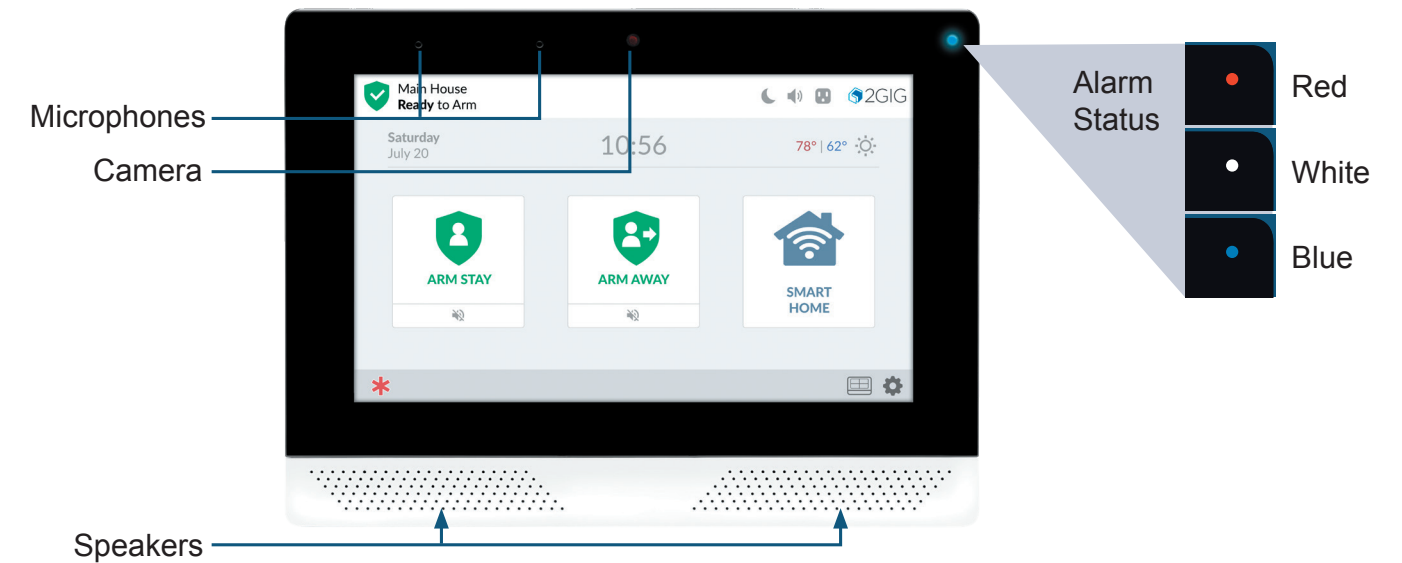 Microphones
Camera
Speakers
Main House
Ready to Arm
2GIG
Saturday
July 20
10:56
78° | 62°
ARM STAY
ARM AWAY
SMART
HOME
Alarm
Status
Red
White
Blue